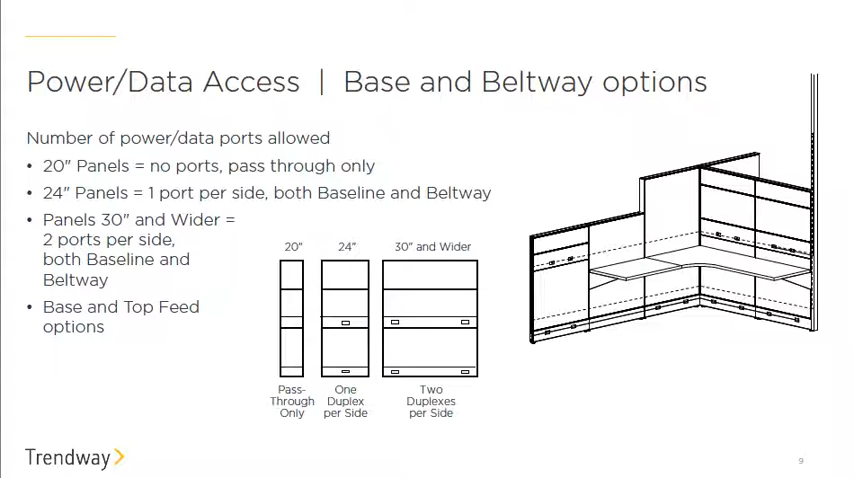 Power/Data Access | Base and Beltway options
Number of power/data ports allowed
• 20" Panels = no ports, pass through only
• 24" Panels = 1 port per side, both Baseline and Beltway
• Panels 30" and Wider =
2 ports per side,
both Baseline and
Beltway
• Base and Top Feed
options
20" 24" 30" and Wider
Pass-
Through
Only
One
Duplex
per Side
Two
Duplexes
per Side
Trendway
9